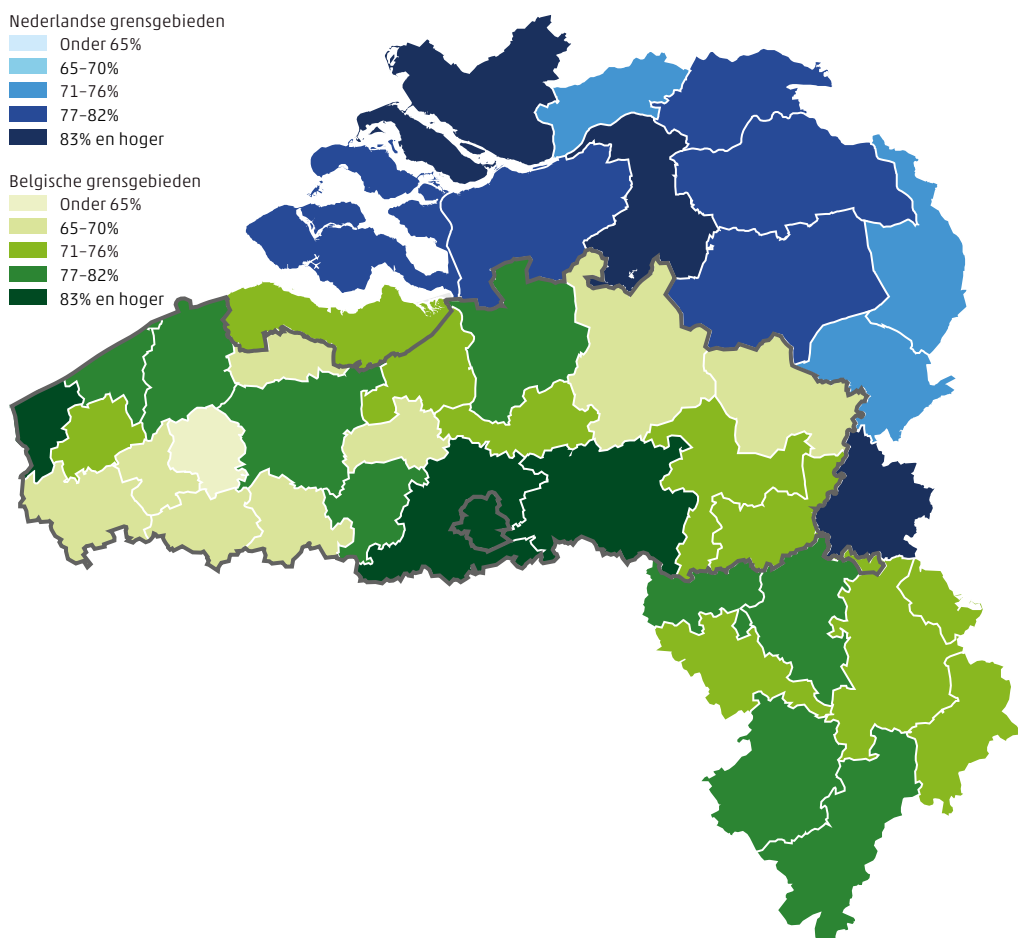 Nederlandse grensgebieden
Onder 65%
65–70%
71–76%
77–82%
83% en hoger
Belgische grensgebieden
Onder 65%
65–70%
71–76%
77–82%
83% en hoger